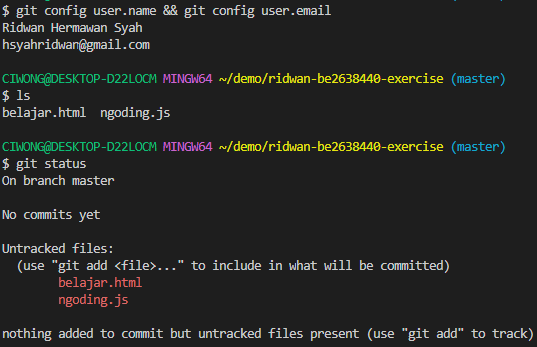 $ git config user.name && git config user.email
Ridwan Hermawan Syah
hsyahridwan@gmail.com
CIWONG@DESKTOP-D22LOCM MINGW64 ~/demo/ridwan-be2638440-exercise (master)
$ ls
belajar.html  ngoding.js
CIWONG@DESKTOP-D22LOCM MINGW64 ~/demo/ridwan-be2638440-exercise (master)
$ git status
On branch master
No commits yet
Untracked files:
  (use "git add <file>..." to include in what will be committed)
        belajar.html
        ngoding.js
nothing added to commit but untracked files present (use "git add" to track)